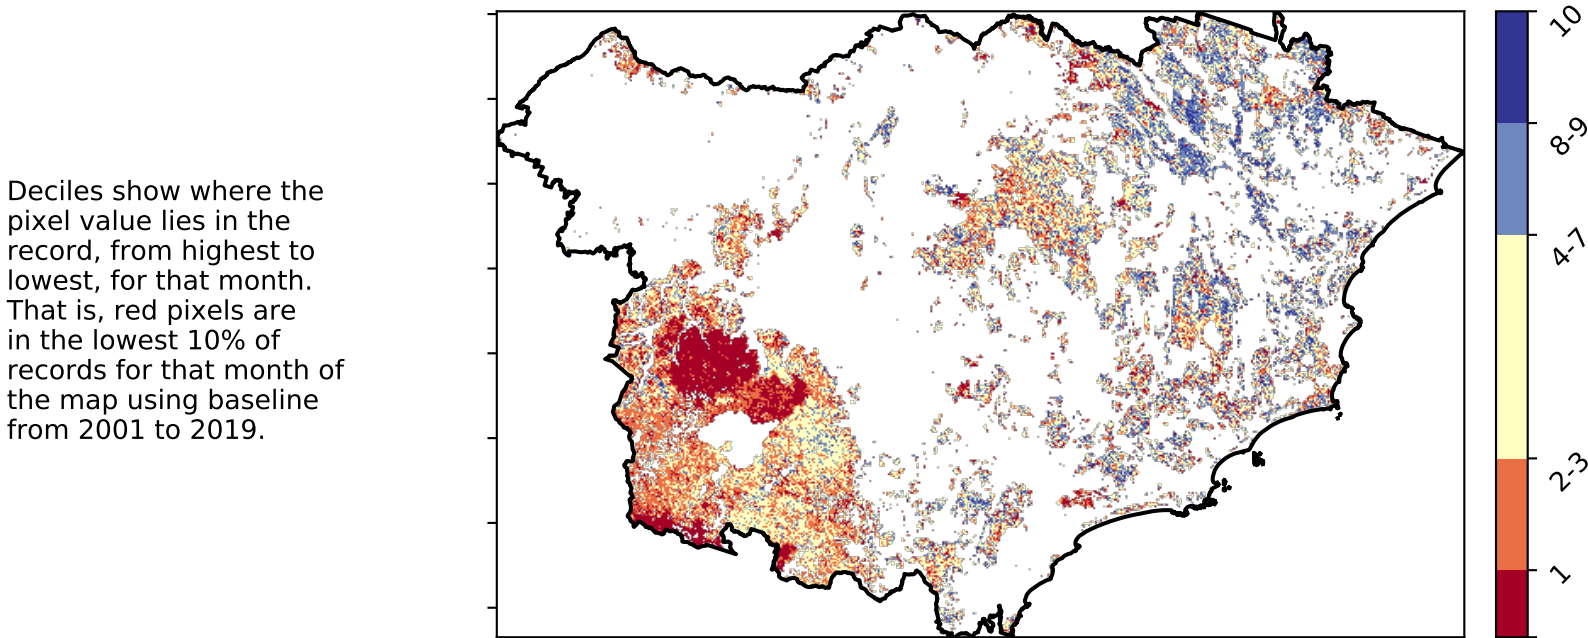 Deciles show where the
pixel value lies in the
record, from highest to
lowest, for that month.
That is, red pixels are
in the lowest 10% of
records for that month of
the map using baseline
from 2001 to 2019.
10
8-9
4-7
2-3
1